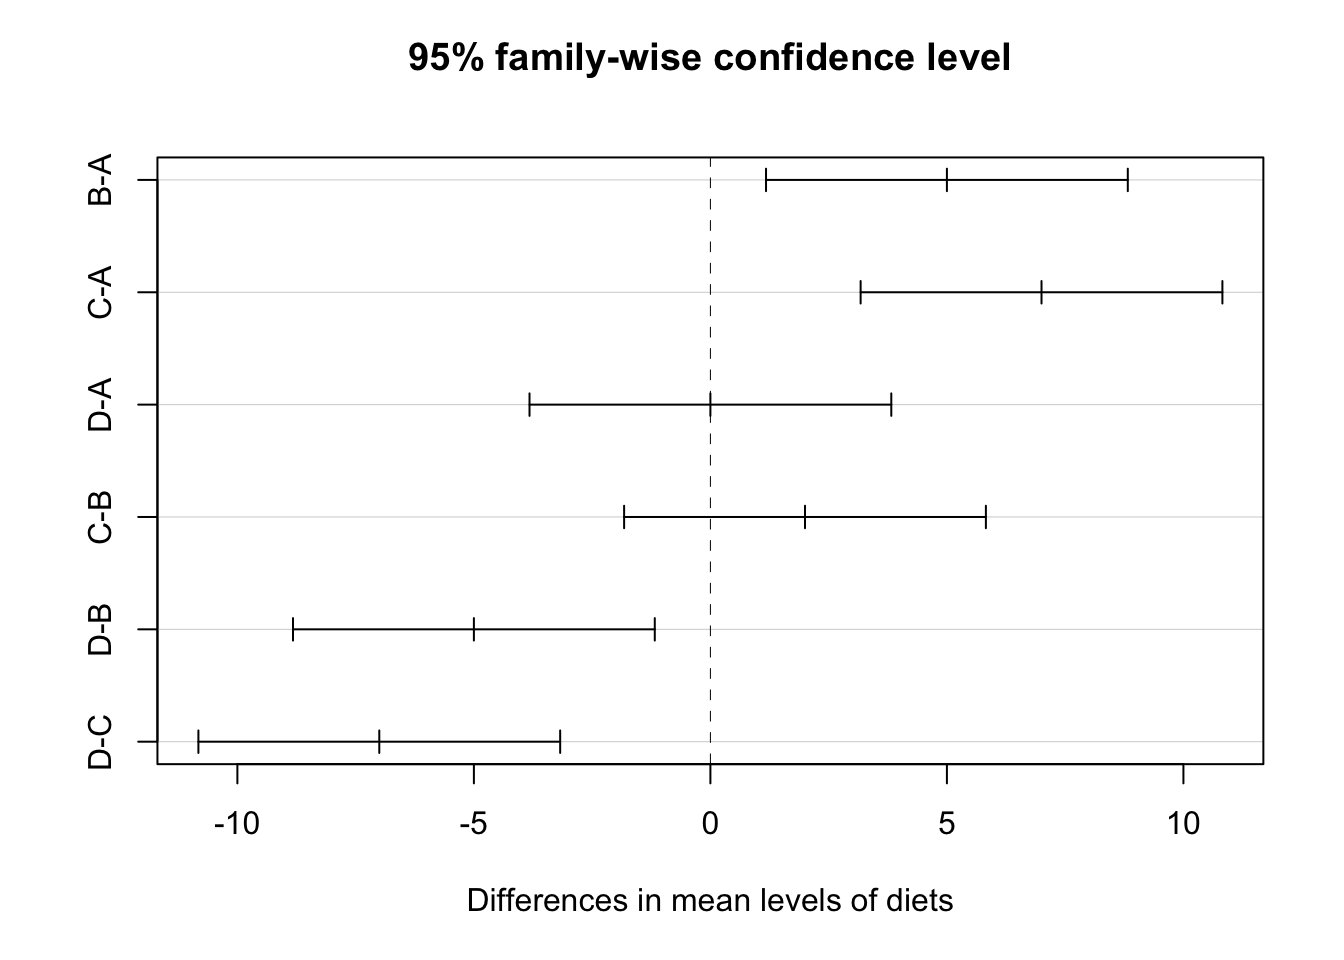 95% family-wise confidence level
B-A
C-A
D-A
C-B
D-B
D-C
-10 -5 0 5 10
Differences in mean levels of diets